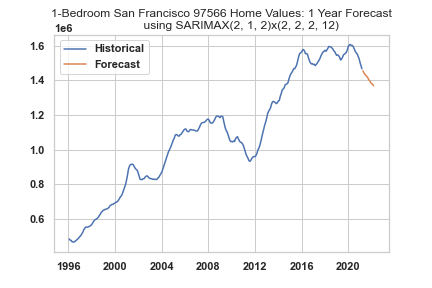 1-Bedroom San Francisco 97566 Home Values: 1 Year Forecast
using SARIMAX(2, 1, 2)x(2, 2, 2, 12)
1e6
Historical
Forecast
1.6
1.4
1.2
1.0
0.8
0.6
1996 2000 2004 2008 2012 2016 2020